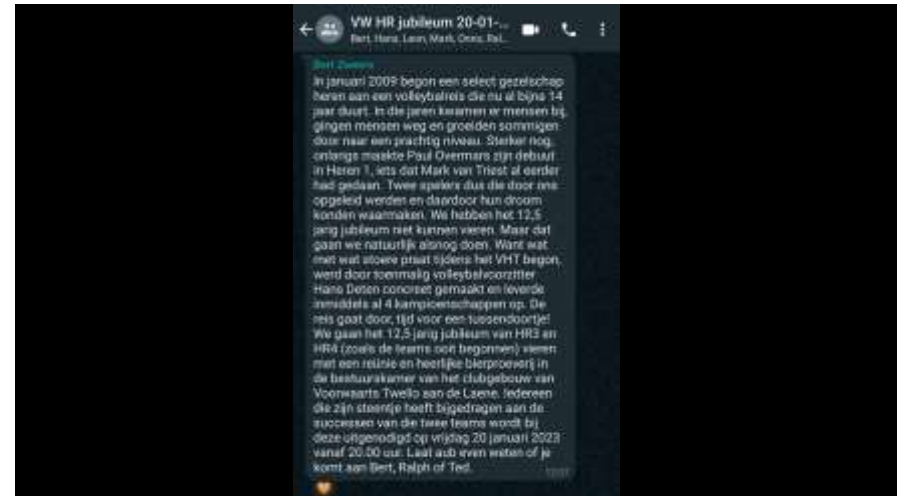 VW HR jubileum 20-01-...
Bert, Hans, Leon, Mark, Onno, Ral...
Bert
In januari 2009 begon een select gezelschap
heren aan een volleybalreis die nu al bijna 14
jaar duurt. In die jaren kwamen er mensen bij,
gingen mensen weg en groeiden sommigen
door naar een prachtig niveau. Sterker nog,
onlangs maakte Paul Overmars zijn debuut
in Heren 1, iets dat Mark van Triest al eerder
had gedaan. Twee spelers dus die door ons
opgeleid werden en daardoor hun droom
konden waarmaken. We hebben het 12,5
jarig jubileum niet kunnen vieren. Maar dat
gaan we natuurlijk alsnog doen. Want wat
met wat stoere praat tijdens het VHT begon,
werd door toenmalig volleybalvoorzitter
Hans Deten concreet gemaakt en leverde
inmiddels al 4 kampioenschappen op. De
reis gaat door, tijd voor een tussendoortje!
We gaan het 12,5 jarig jubileum van HR3 en
HR4 (zoals de teams ooit begonnen) vieren
met een reünie en heerlijke bierproeverij in
de bestuurskamer van het clubgebouw van
Voorwaarts Twello aan de Laene. Iedereen
die zijn steentje heeft bijgedragen aan de
successen van die twee teams wordt bij
deze uitgenodigd op vrijdag 20 januari 2023
vanaf 20.00 uur. Laat aub even weten of je
komt aan Bert, Ralph of Ted.